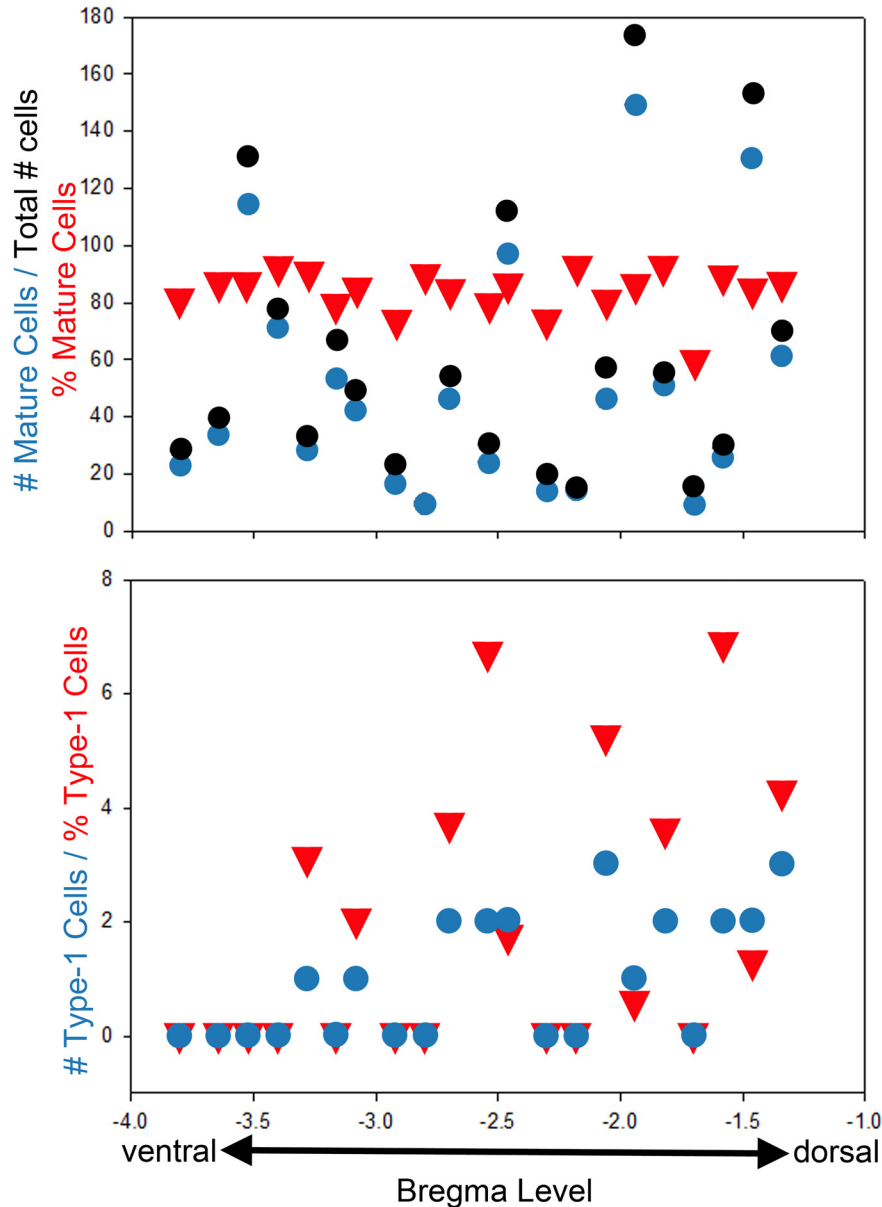 # Mature Cells / Total # cells
% Mature Cells
180
160
140
120
100
80
60
40
20
0
# Type-1 Cells / % Type-1 Cells
8
6
4
2
0
-4.0 -3.5 -3.0 -2.5 -2.0 -1.5 -1.0
ventral dorsal
Bregma Level